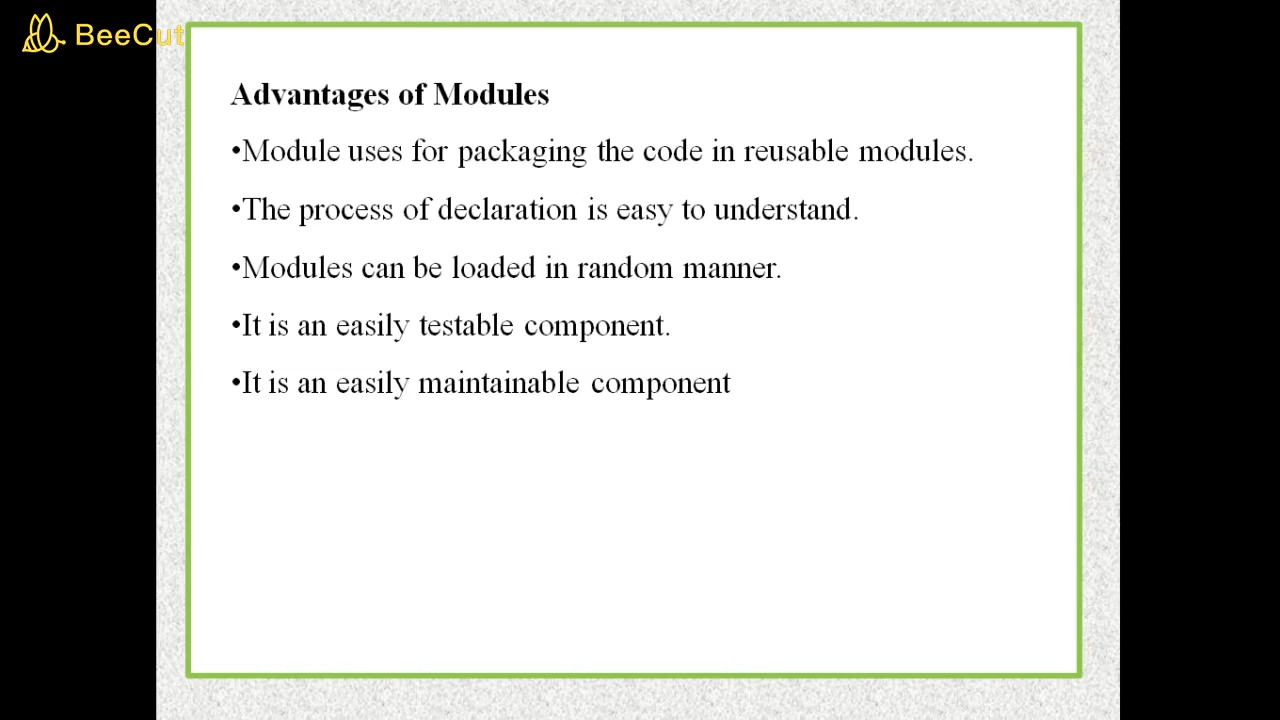 BeeCut
Advantages of Modules
•Module uses for packaging the code in reusable modules.
•The process of declaration is easy to understand.
•Modules can be loaded in random manner.
•It is an easily testable component.
•It is an easily maintainable component